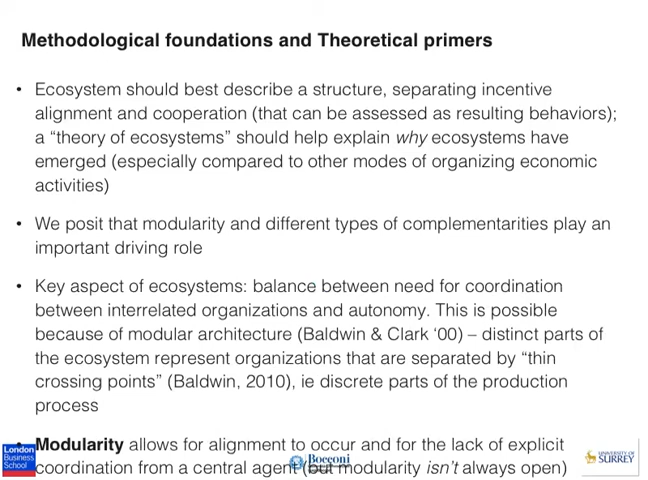 Methodological foundations and Theoretical primers
• Ecosystem should best describe a structure, separating incentive
alignment and cooperation (that can be assessed as resulting behaviors);
a “theory of ecosystems” should help explain why ecosystems have
emerged (especially compared to other modes of organizing economic
activities)
• We posit that modularity and different types of complementarities play an
important driving role
• Key aspect of ecosystems: balance between need for coordination
between interrelated organizations and autonomy. This is possible
because of modular architecture (Baldwin & Clark ‘00) – distinct parts of
the ecosystem represent organizations that are separated by “thin
crossing points” (Baldwin, 2010), ie discrete parts of the production
process
• Modularity allows for alignment to occur and for the lack of explicit
coordination from a central agent (but modularity isn’t always open)
London
Business
School
Bocconi
UNIVERSITY OF
SURREY